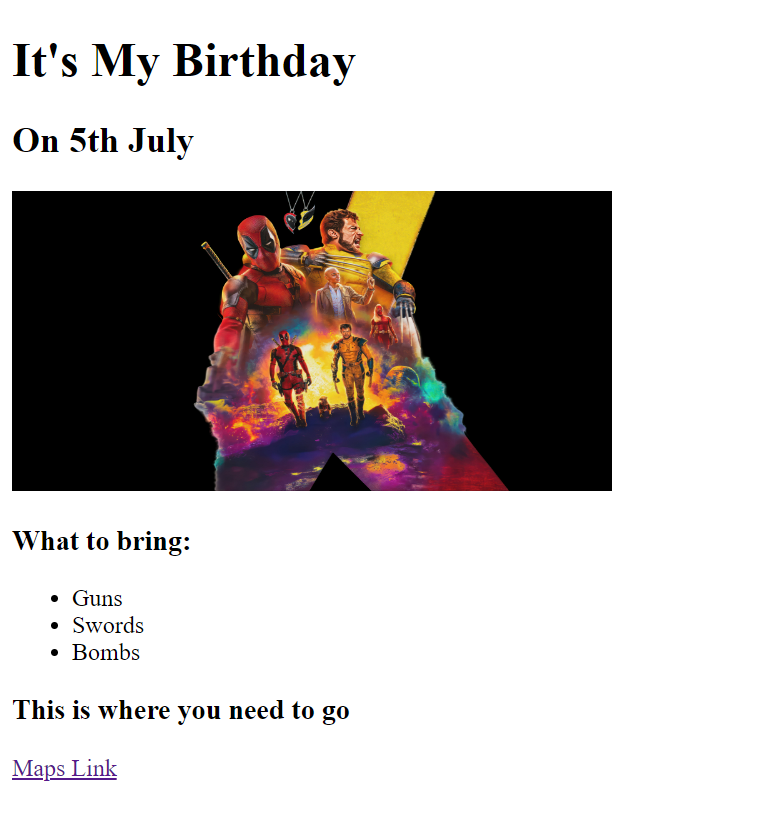 It's My Birthday
On 5th July
What to bring:
Guns
Swords
Bombs
This is where you need to go
Maps Link